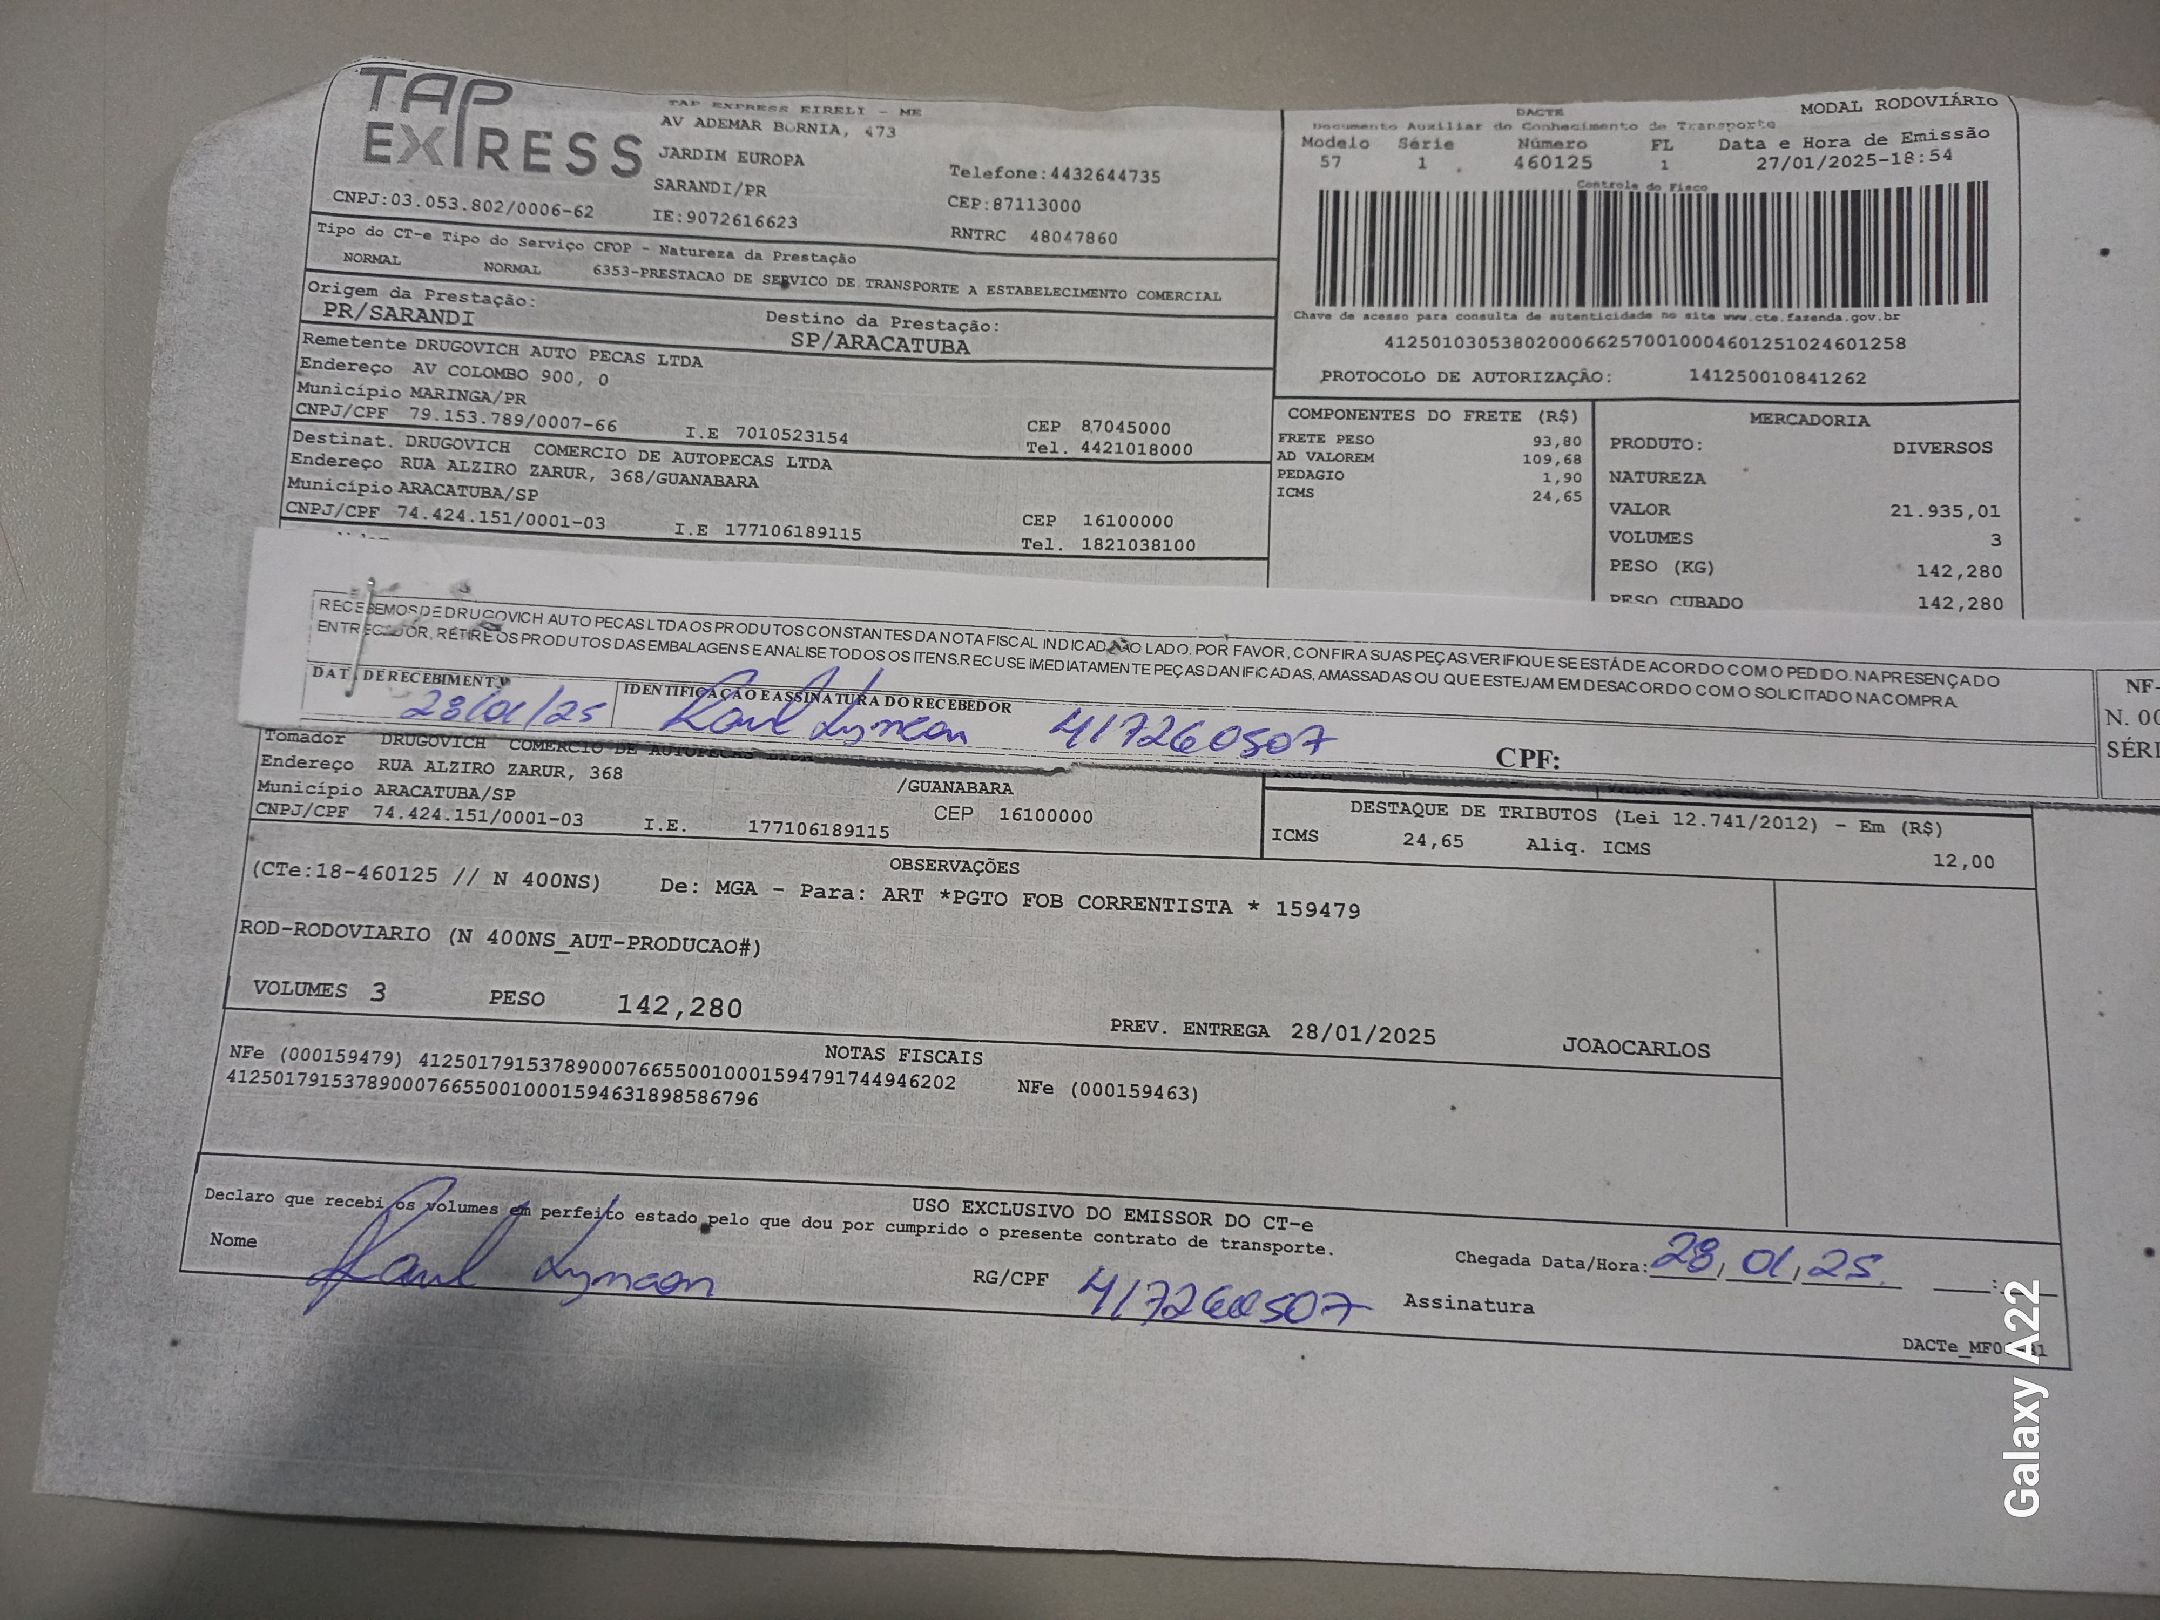 TAP EXPRESS
TAP EXPRESS EIRELI - ME
AV ADEMAR BORNIA, 473
JARDIM EUROPA
SARANDI/PR
Telefone:4432644735
CEP:87113000
CNPJ:03.053.802/0006-62 IE:9072616623 RNTRC 48047860
DACTE MODAL RODOVIÁRIO
Documento Auxiliar do Conhecimento de Transporte
Modelo Série Número FL Data e Hora de Emissão
57 1 460125 1 27/01/2025-18:54
Controle do Fisco
Chave de acesso para consulta de autenticidade no site www.cte.fazenda.gov.br
41250103053802000662570010004601251024601258
PROTOCOLO DE AUTORIZAÇÃO: 141250010841262
Tipo do CT-e Tipo do Serviço CFOP - Natureza da Prestação
NORMAL NORMAL 6353-PRESTACAO DE SERVICO DE TRANSPORTE A ESTABELECIMENTO COMERCIAL
Origem da Prestação: Destino da Prestação:
PR/SARANDI SP/ARACATUBA
Remetente DRUGOVICH AUTO PECAS LTDA
Endereço AV COLOMBO 900, 0
Município MARINGA/PR CEP 87045000
CNPJ/CPF 79.153.789/0007-66 I.E 7010523154 Tel. 4421018000
Destinat. DRUGOVICH COMERCIO DE AUTOPECAS LTDA
Endereço RUA ALZIRO ZARUR, 368/GUANABARA
Município ARACATUBA/SP CEP 16100000
CNPJ/CPF 74.424.151/0001-03 I.E 177106189115 Tel. 1821038100
COMPONENTES DO FRETE (R$)
FRETE PESO 93,80
AD VALOREM 109,68
PEDAGIO 1,90
ICMS 24,65
MERCADORIA
PRODUTO: DIVERSOS
NATUREZA
VALOR 21.935,01
VOLUMES 3
PESO (KG) 142,280
PESO CUBADO 142,280
RECEBEMOS DE DRUGOVICH AUTO PECAS LTDA OS PRODUTOS CONSTANTES DA NOTA FISCAL INDICADA AO LADO. POR FAVOR, CONFIRA SUAS PEÇAS.VERIFIQUE SE ESTÁ DE ACORDO COM O PEDIDO. NA PRESENÇA DO
ENTREGADOR, RETIRE OS PRODUTOS DAS EMBALAGENS E ANALISE TODOS OS ITENS.RECUSE IMEDIATAMENTE PEÇAS DANIFICADAS, AMASSADAS OU QUE ESTEJAM EM DESACORDO COM O SOLICITADO NA COMPRA.
DATA DE RECEBIMENTO IDENTIFICAÇÃO E ASSINATURA DO RECEBEDOR
28/01/25 417260507 CPF:
NF-
N. 00
SÉRI
Tomador DRUGOVICH COMERCIO DE AUTOPECAS LTDA
Endereço RUA ALZIRO ZARUR, 368 /GUANABARA
Município ARACATUBA/SP CEP 16100000
CNPJ/CPF 74.424.151/0001-03 I.E. 177106189115
DESTAQUE DE TRIBUTOS (Lei 12.741/2012) - Em (R$)
ICMS 24,65 Aliq. ICMS 12,00
OBSERVAÇÕES
(CTe:18-460125 // N 400NS) De: MGA - Para: ART *PGTO FOB CORRENTISTA * 159479
ROD-RODOVIARIO (N 400NS_AUT-PRODUCAO#)
VOLUMES 3 PESO 142,280 PREV. ENTREGA 28/01/2025 JOAOCARLOS
NOTAS FISCAIS
NFe (000159479) 41250179153789000766550010001594791744946202 NFe (000159463)
41250179153789000766550010001594631898586796
USO EXCLUSIVO DO EMISSOR DO CT-e
Declaro que recebi os volumes em perfeito estado pelo que dou por cumprido o presente contrato de transporte.
Nome RG/CPF 417260507 Assinatura
Chegada Data/Hora: 28, 01, 25 :
Galaxy A22